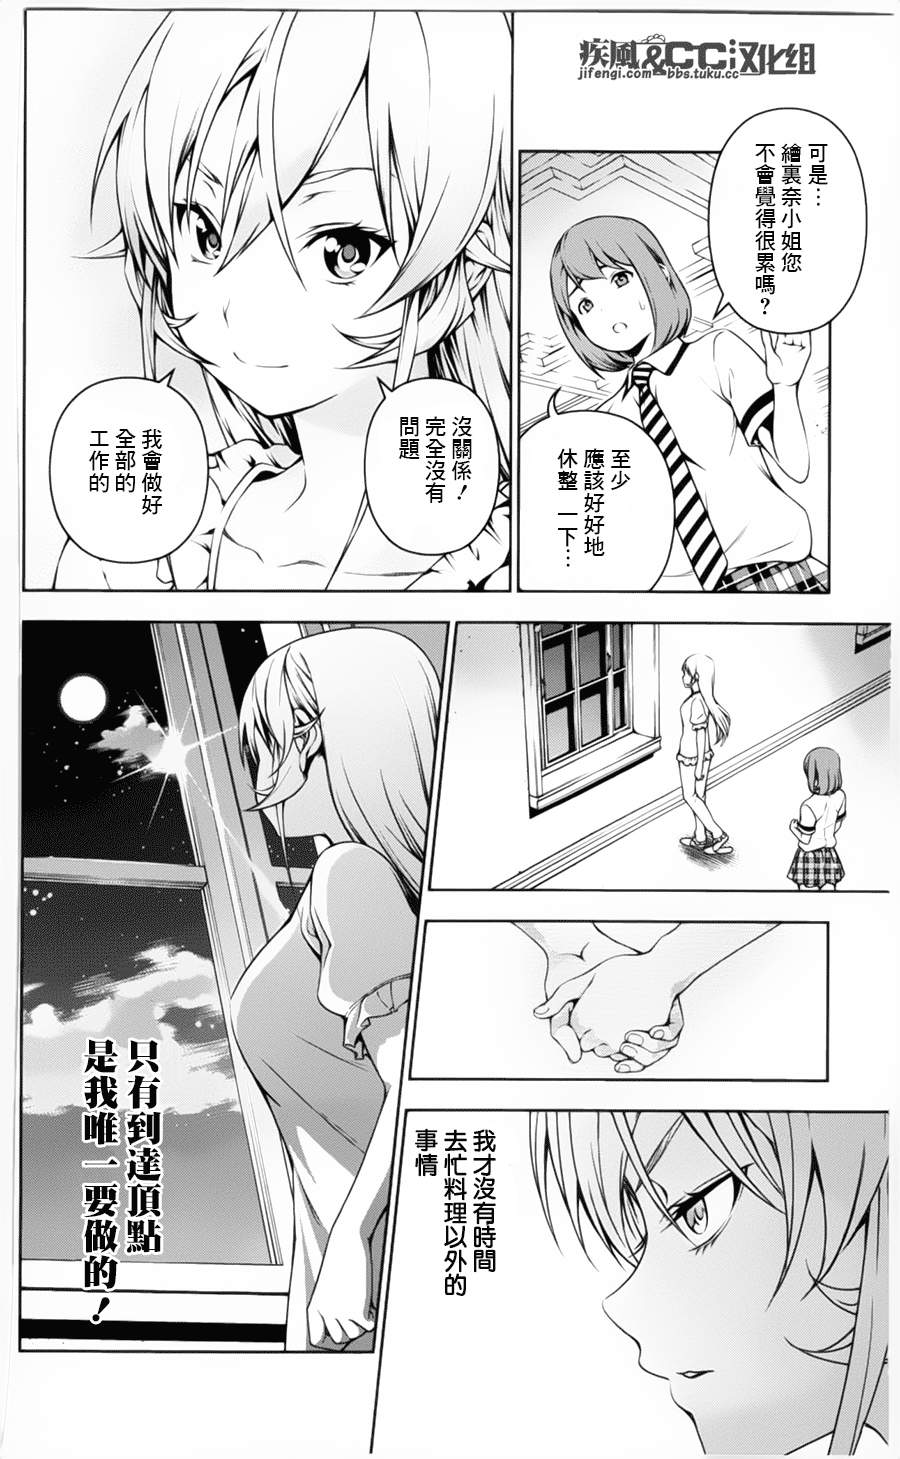 疾風&CC汉化组
jifengi.com bbs.tuku.cc
可是…
繪裏奈小姐您
不會覺得很累嗎？
至少
應該好好地
休整一下…
沒關係！
完全沒有
問題
我會做好
全部的
工作的
我才沒有時間
去忙料理以外的
事情
只有到達頂點
是我唯一要做的！